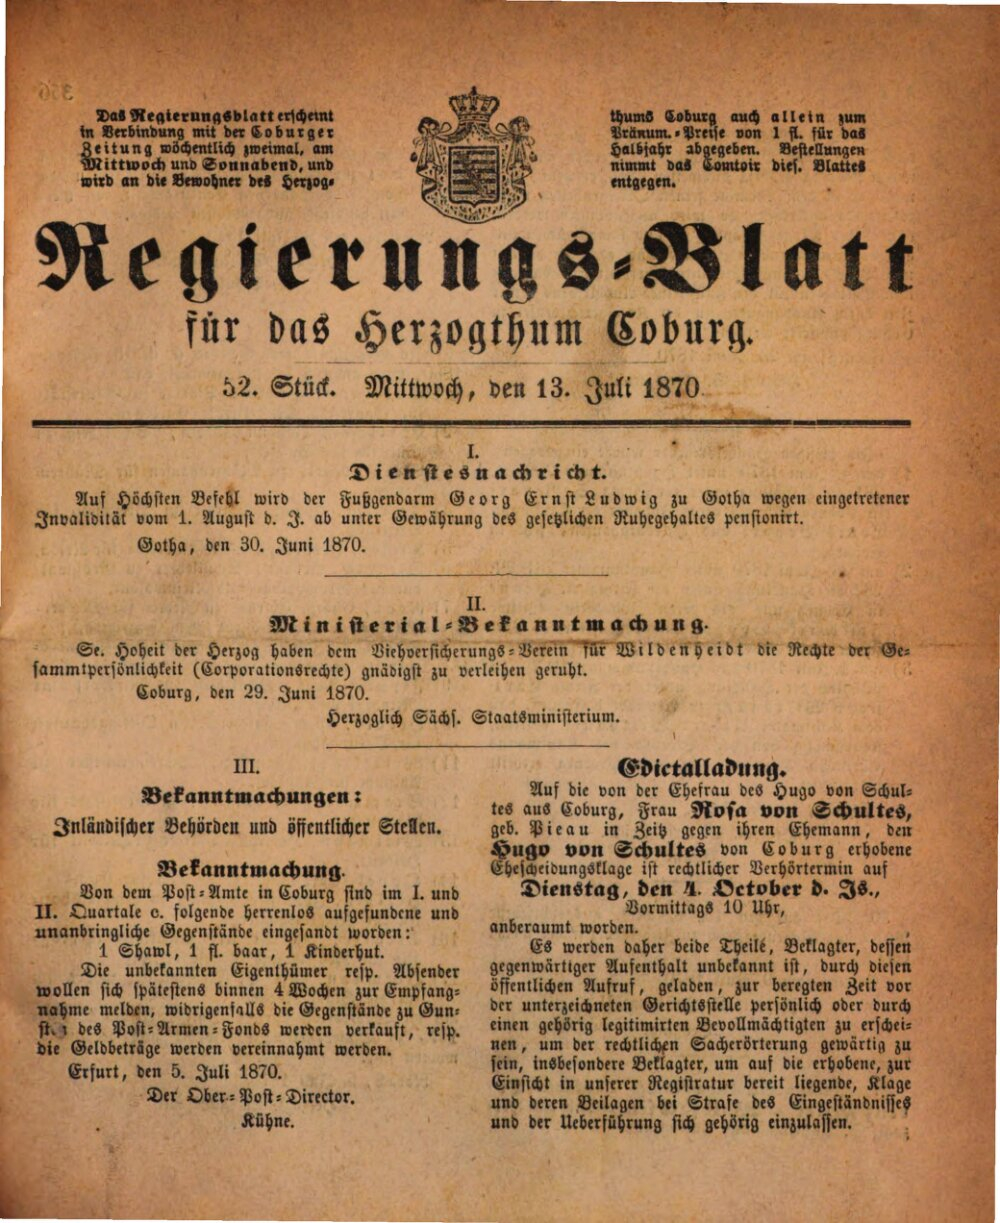 Das Regierungsblatt erscheint
in Verbindung mit der Coburger
Zeitung wöchentlich zweimal, am
Mittwoch und Sonnabend, und
wird an die Bewohner des Herzog-
thums Coburg auch allein zum
Pränum.-Preise von 1 fl. für das
Halbjahr abgegeben. Bestellungen
nimmt das Comtoir dies. Blattes
entgegen.
Regierungs-Blatt
für das Herzogthum Coburg.
52. Stück. Mittwoch, den 13. Juli 1870
I.
Dienstesnachricht.
Auf Höchsten Befehl wird der Fußgendarm Georg Ernst Ludwig zu Gotha wegen eingetretener
Invalidität vom 1. August d. J. ab unter Gewährung des gesetzlichen Ruhegehaltes pensionirt.
Gotha, den 30. Juni 1870.
II.
Ministerial-Bekanntmachung.
Se. Hoheit der Herzog haben dem Viehversicherungs-Verein für Wildenheidt die Rechte der Ge-
sammtpersönlichkeit (Corporationsrechte) gnädigst zu verleihen geruht.
Coburg, den 29. Juni 1870.
Herzoglich Sächs. Staatsministerium.
III.
Bekanntmachungen:
Inländischer Behörden und öffentlicher Stellen.
Bekanntmachung.
Von dem Post-Amte in Coburg sind im I. und
II. Quartale c. folgende herrenlos aufgefundene und
unanbringliche Gegenstände eingesandt worden:
1 Shawl, 1 fl. baar, 1 Kinderhut.
Die unbekannten Eigenthümer resp. Absender
wollen sich spätestens binnen 4 Wochen zur Empfang-
nahme melden, widrigenfalls die Gegenstände zu Gun-
sten des Post-Armen-Fonds werden verkauft, resp.
die Geldbeträge werden vereinnahmt werden.
Erfurt, den 5. Juli 1870.
Der Ober-Post-Director.
Kühne.
Edictalladung.
Auf die von der Ehefrau des Hugo von Schul-
tes aus Coburg, Frau Rosa von Schultes,
geb. Pieau in Zeitz gegen ihren Ehemann, den
Hugo von Schultes von Coburg erhobene
Ehescheidungsklage ist rechtlicher Verhörtermin auf
Dienstag, den 4. October d. Js.,
Vormittags 10 Uhr,
anberaumt worden.
Es werden daher beide Theile, Beklagter, dessen
gegenwärtiger Aufenthalt unbekannt ist, durch diesen
öffentlichen Aufruf, geladen, zur beregten Zeit vor
der unterzeichneten Gerichtsstelle persönlich oder durch
einen gehörig legitimirten Bevollmächtigten zu erschei-
nen, um der rechtlichen Sacherörterung gewärtig zu
sein, insbesondere Beklagter, um auf die erhobene, zur
Einsicht in unserer Registratur bereit liegende, Klage
und deren Beilagen bei Strafe des Eingeständnisses
und der Ueberführung sich gehörig einzulassen.